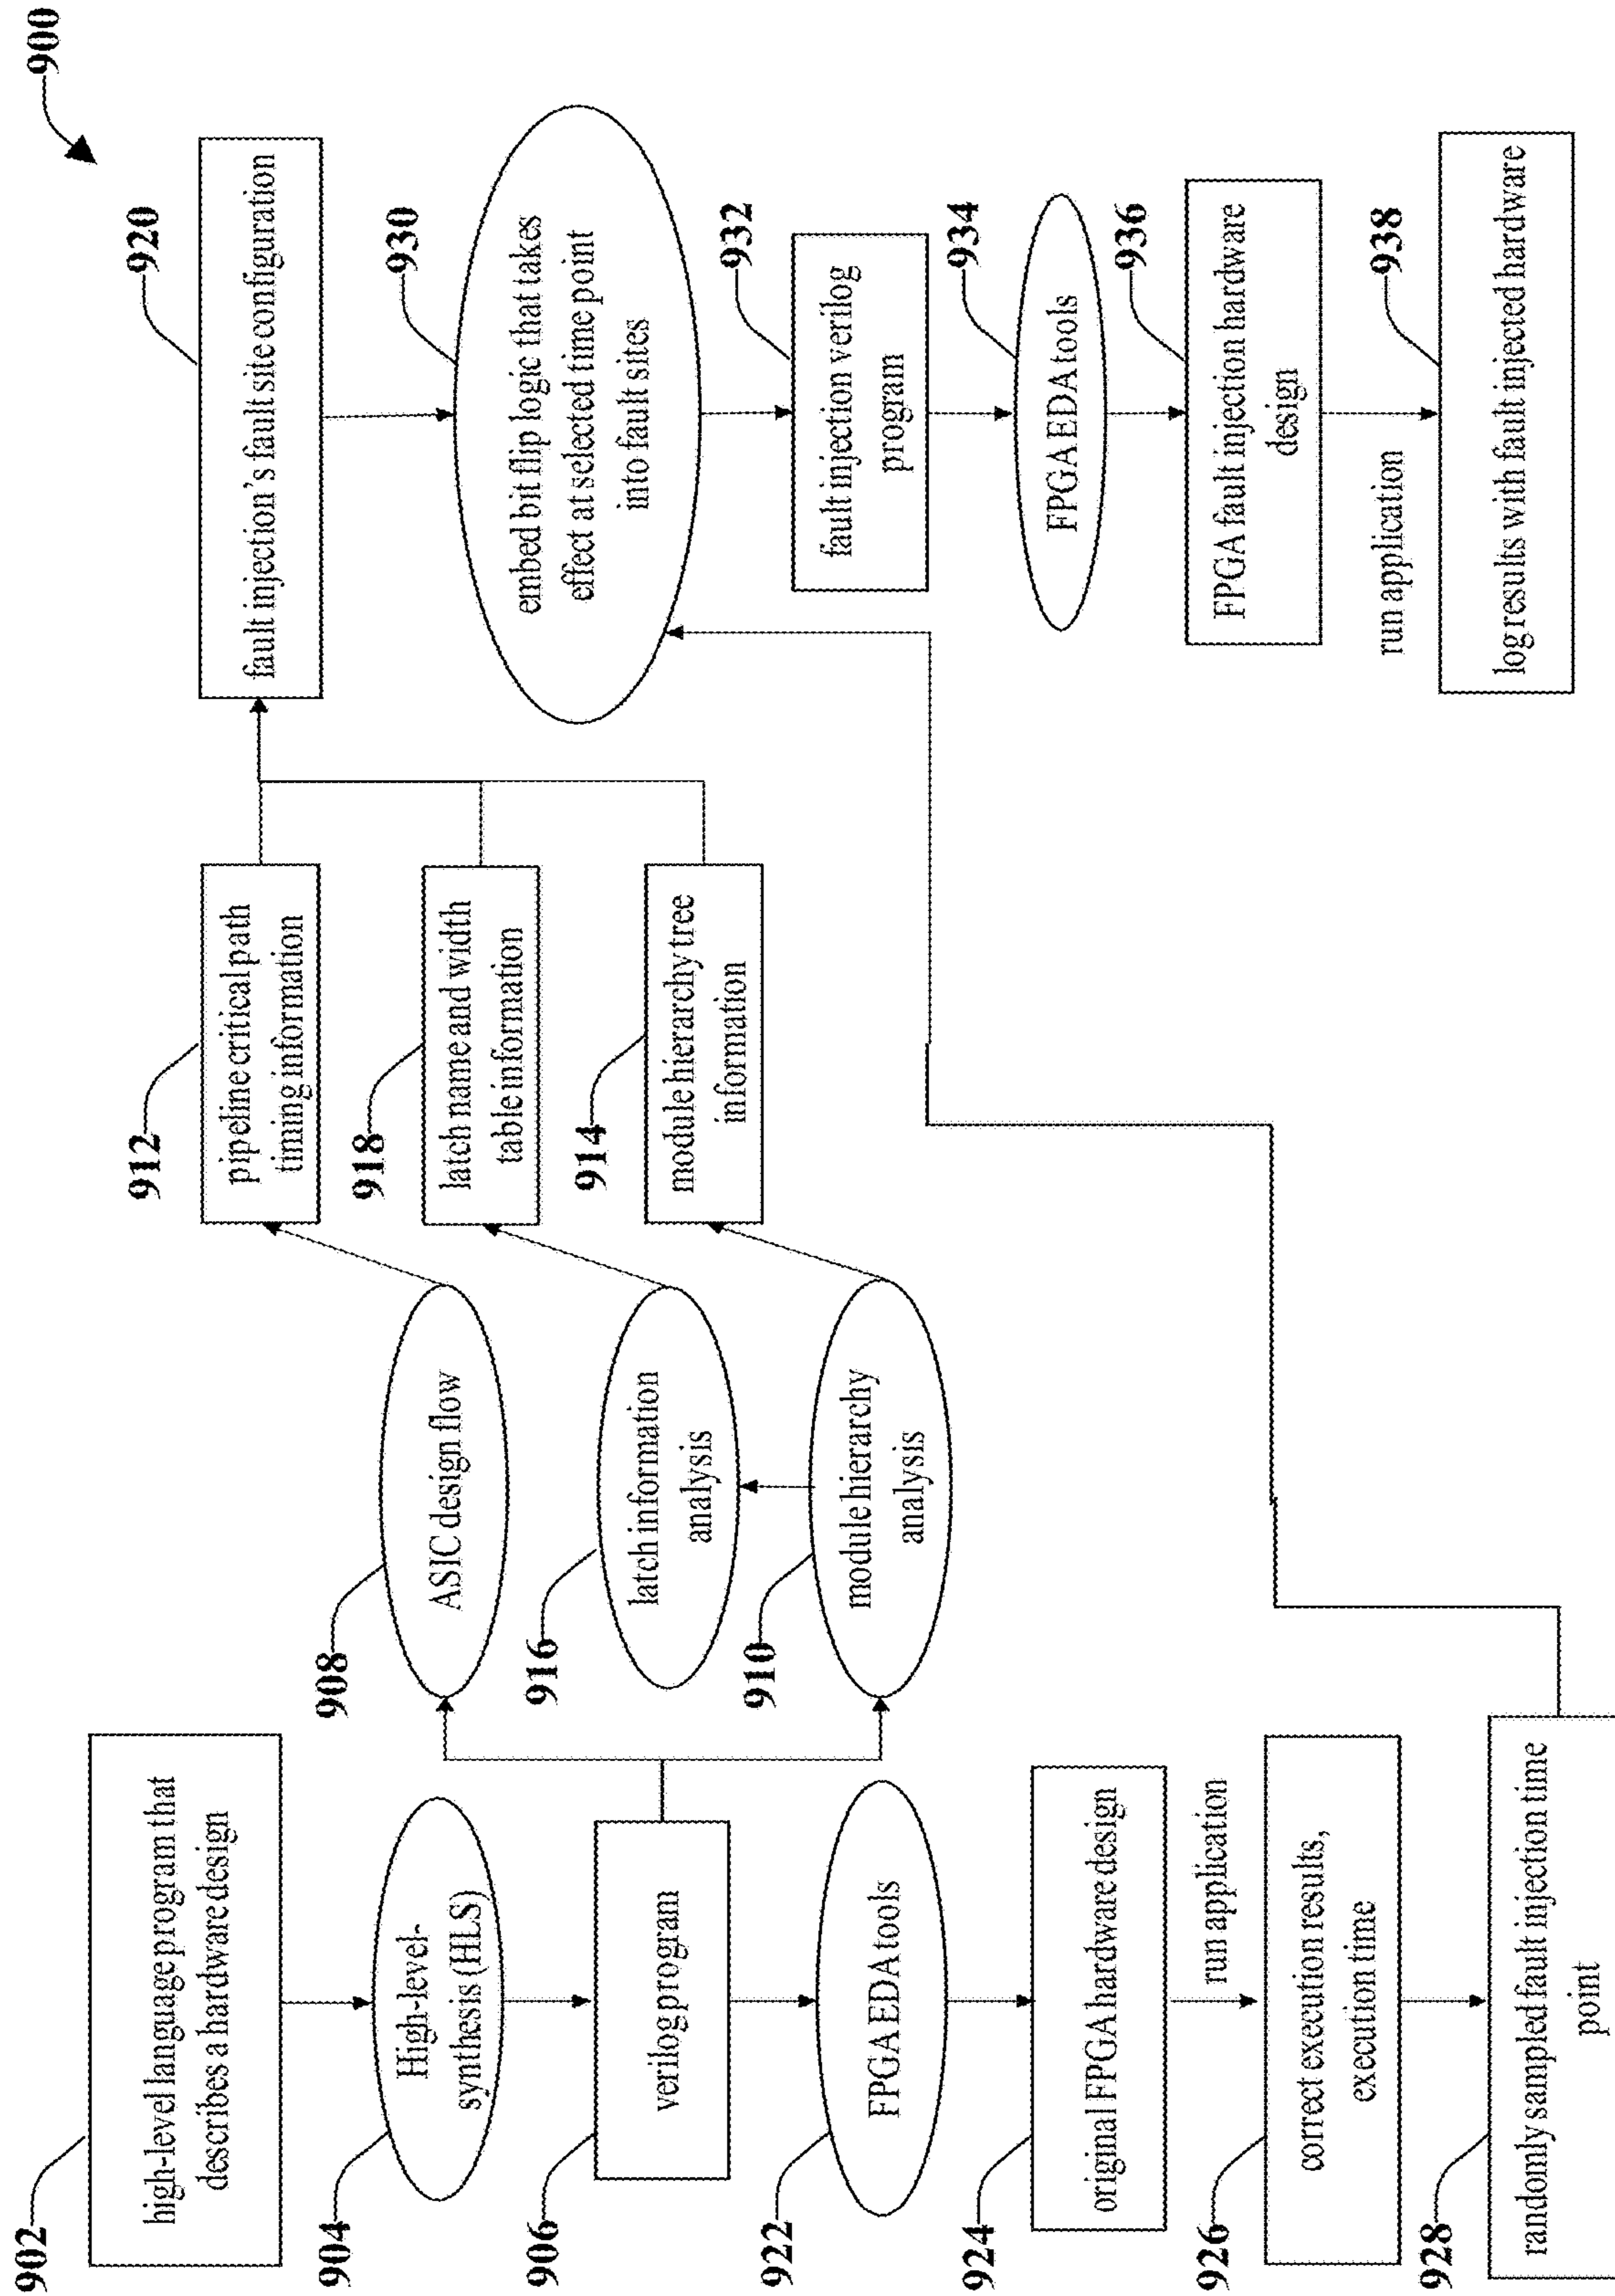 900
902
high-level language program that
describes a hardware design
904
High-level-
synthesis (HLS)
906
verilog program
922
FPGA EDA tools
924
original FPGA hardware design
run application
926
correct execution results,
execution time
928
randomly sampled fault injection time
point
908
ASIC design flow
916
latch information
analysis
910
module hierarchy
analysis
912
pipeline critical path
timing information
918
latch name and width
table information
914
module hierarchy tree
information
920
fault injection's fault site configuration
930
embed bit flip logic that takes
effect at selected time point
into fault sites
932
fault injection verilog
program
934
FPGA EDA tools
936
FPGA fault injection hardware
design
run application
938
log results with fault injected hardware